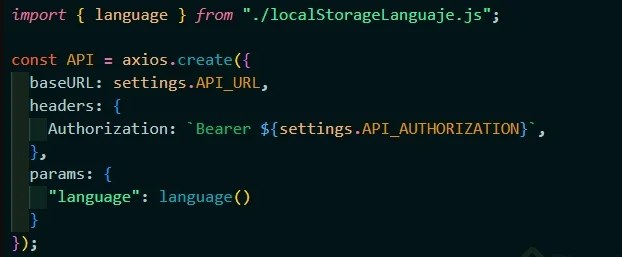 import { language } from "./localStorageLanguaje.js";
const API = axios.create({
baseURL: settings.API_URL,
headers: {
Authorization: `Bearer ${settings.API_AUTHORIZATION}`,
},
params: {
"language": language()
}
});